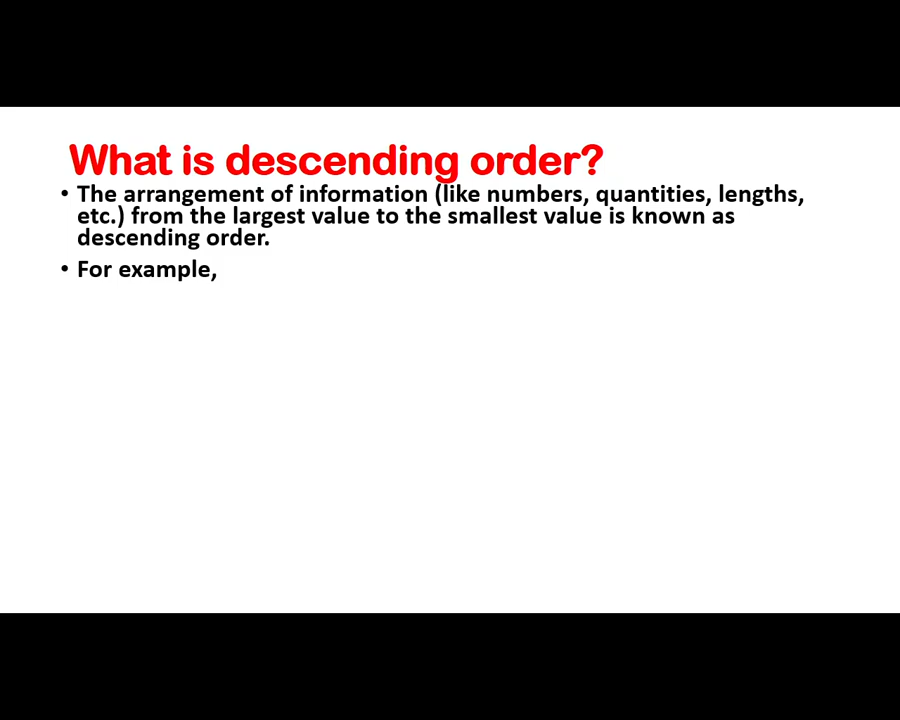 What is descending order?
• The arrangement of information (like numbers, quantities, lengths,
etc.) from the largest value to the smallest value is known as
descending order.
• For example,